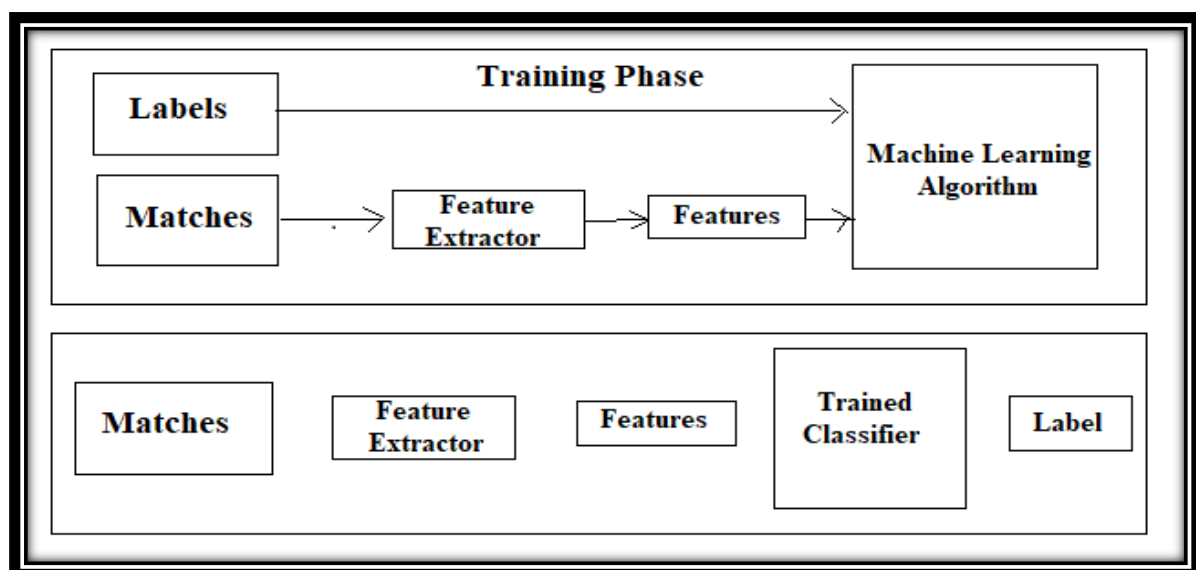 Training Phase
Labels
Machine Learning
Algorithm
Matches
Feature
Extractor
Features
Matches
Feature
Extractor
Features
Trained
Classifier
Label